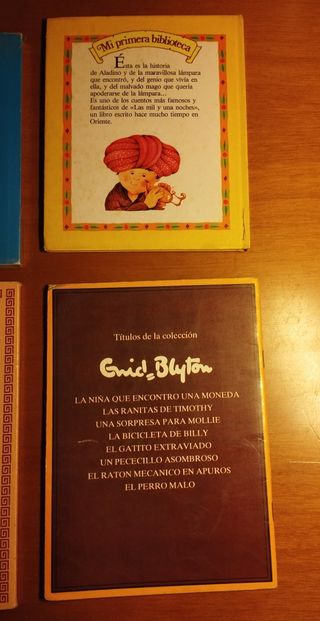 Mi primera biblioteca
Ésta es la historia
de Aladino y de la maravillosa lámpara
que encontró, y del genio que vivía en
ella, y del malvado mago que quería
apoderarse de la lámpara...
Es uno de los cuentos más famosos y
fantásticos de «Las mil y una noches»,
un libro escrito hace mucho tiempo en
Oriente.
Títulos de la colección
Enid Blyton
LA NIÑA QUE ENCONTRO UNA MONEDA
LAS RANITAS DE TIMOTHY
UNA SORPRESA PARA MOLLIE
LA BICICLETA DE BILLY
EL GATITO EXTRAVIADO
UN PECECILLO ASOMBROSO
EL RATON MECANICO EN APUROS
EL PERRO MALO